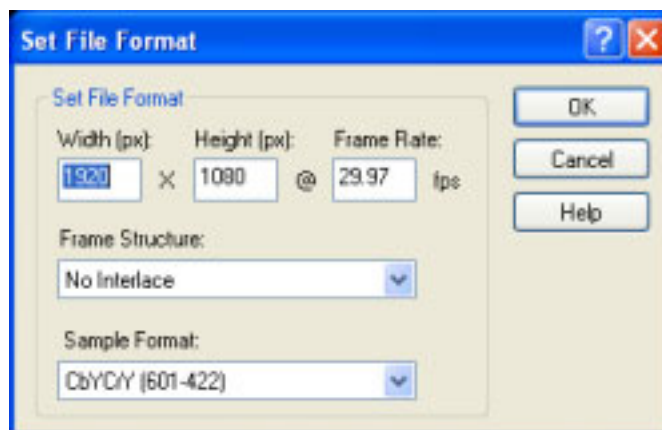 Set File Format
Set File Format
OK
Width (px): Height (px): Frame Rate:
1920 X 1080 @ 29.97 fps
Cancel
Help
Frame Structure:
No Interlace
Sample Format:
CbYCrY (601-422)